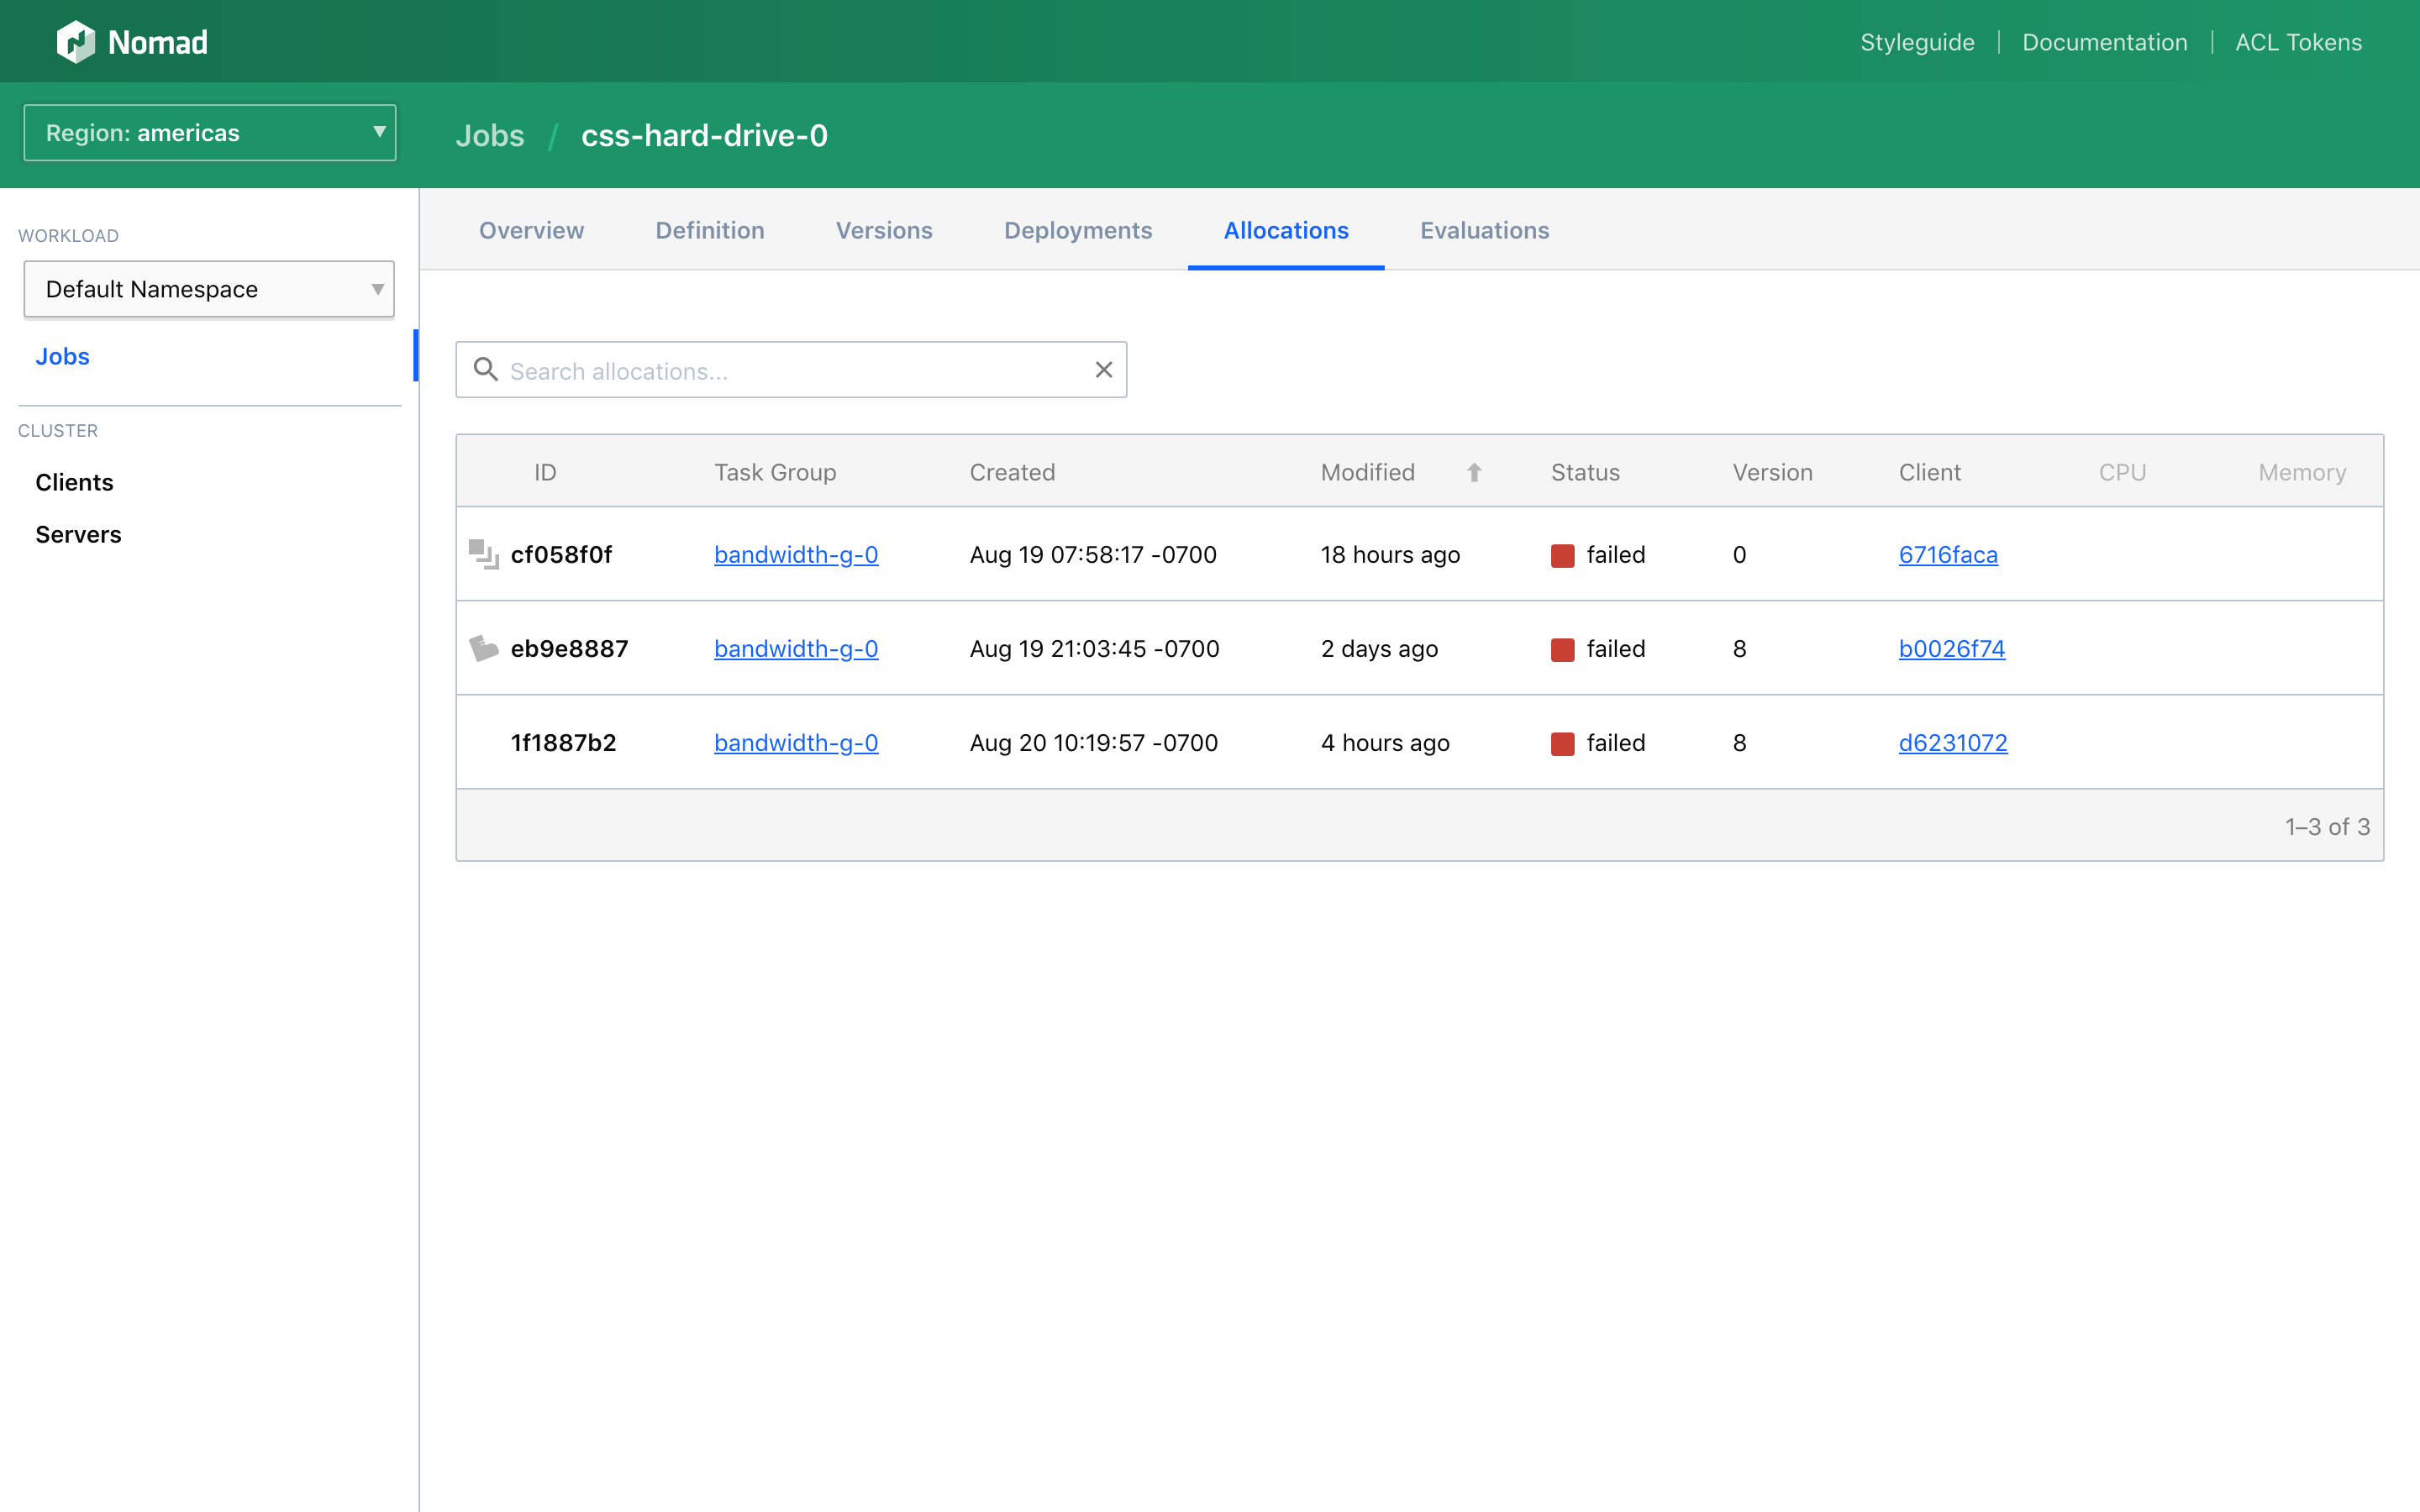 Nomad
Styleguide Documentation ACL Tokens
Region: americas
Jobs / css-hard-drive-0
WORKLOAD
Default Namespace
Jobs
CLUSTER
Clients
Servers
Overview Definition Versions Deployments Allocations Evaluations
Search allocations...
ID Task Group Created Modified Status Version Client CPU Memory
cf058f0f bandwidth-g-0 Aug 19 07:58:17 -0700 18 hours ago failed 0 6716faca
eb9e8887 bandwidth-g-0 Aug 19 21:03:45 -0700 2 days ago failed 8 b0026f74
1f1887b2 bandwidth-g-0 Aug 20 10:19:57 -0700 4 hours ago failed 8 d6231072
1–3 of 3